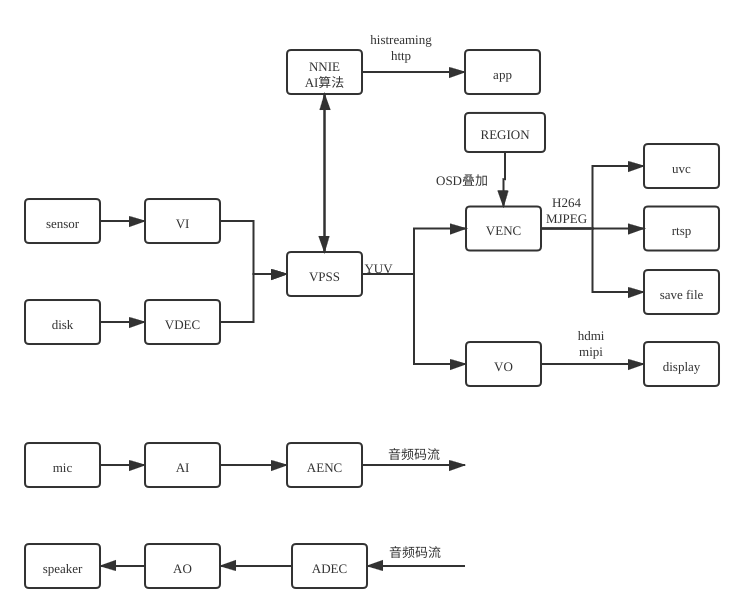 histreaming
http
NNIE
AI算法
app
REGION
OSD叠加
H264
MJPEG
uvc
sensor
VI
VENC
rtsp
YUV
VPSS
save file
disk
VDEC
hdmi
mipi
VO
display
音频码流
mic
AI
AENC
音频码流
speaker
AO
ADEC